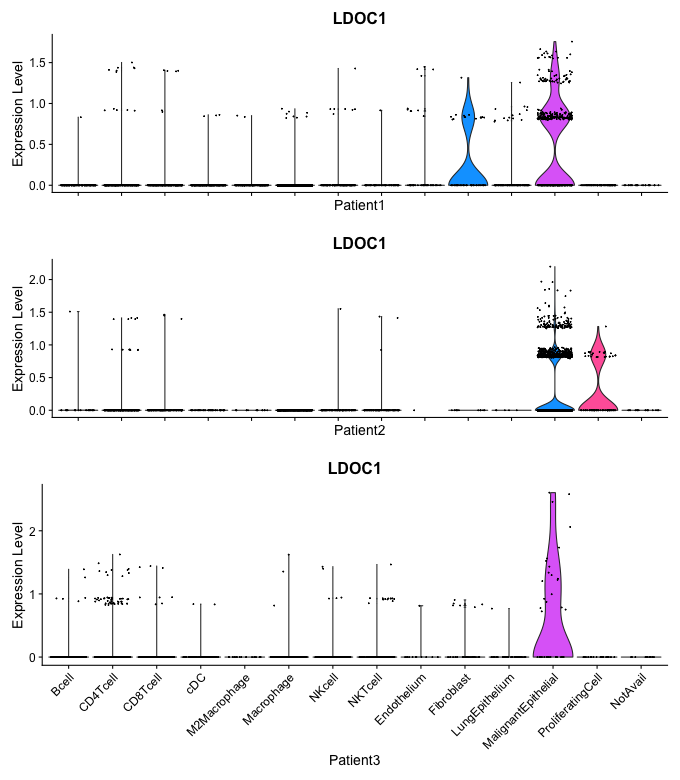 LDOC1
Expression Level
1.5
1.0
0.5
0.0
Patient1
LDOC1
Expression Level
2.0
1.5
1.0
0.5
0.0
Patient2
LDOC1
Expression Level
2
1
0
Bcell
CD4Tcell
CD8Tcell
cDC
M2Macrophage
Macrophage
NKcell
NKTcell
Endothelium
Fibroblast
LungEpithelium
MalignantEpithelial
ProliferatingCell
NotAvail
Patient3